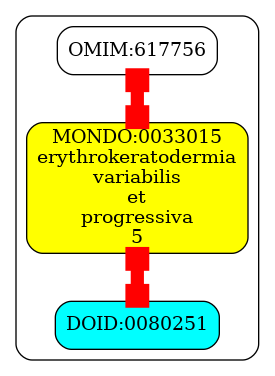 OMIM:617756
MONDO:0033015
erythrokeratodermia
variabilis
et
progressiva
5
DOID:0080251